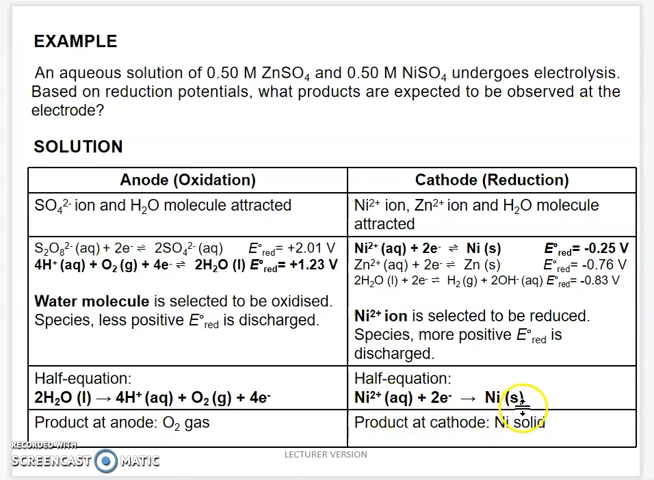 EXAMPLE
An aqueous solution of 0.50 M ZnSO₄ and 0.50 M NiSO₄ undergoes electrolysis.
Based on reduction potentials, what products are expected to be observed at the
electrode?
SOLUTION
Anode (Oxidation)
SO₄²⁻ ion and H₂O molecule attracted
S₂O₈²⁻ (aq) + 2e⁻ ⇌ 2SO₄²⁻ (aq) E°red= +2.01 V
4H⁺ (aq) + O₂ (g) + 4e⁻ ⇌ 2H₂O (l) E°red= +1.23 V
Water molecule is selected to be oxidised.
Species, less positive E°red is discharged.
Half-equation:
2H₂O (l) → 4H⁺ (aq) + O₂ (g) + 4e⁻
Product at anode: O₂ gas
Cathode (Reduction)
Ni²⁺ ion, Zn²⁺ ion and H₂O molecule
attracted
Ni²⁺ (aq) + 2e⁻ ⇌ Ni (s) E°red= -0.25 V
Zn²⁺ (aq) + 2e⁻ ⇌ Zn (s) E°red= -0.76 V
2H₂O (l) + 2e⁻ ⇌ H₂ (g) + 2OH⁻ (aq) E°red= -0.83 V
Ni²⁺ ion is selected to be reduced.
Species, more positive E°red is
discharged.
Half-equation:
Ni²⁺ (aq) + 2e⁻ → Ni (s)
Product at cathode: Ni solid
RECORDED WITH
SCREENCAST MATIC
LECTURER VERSION